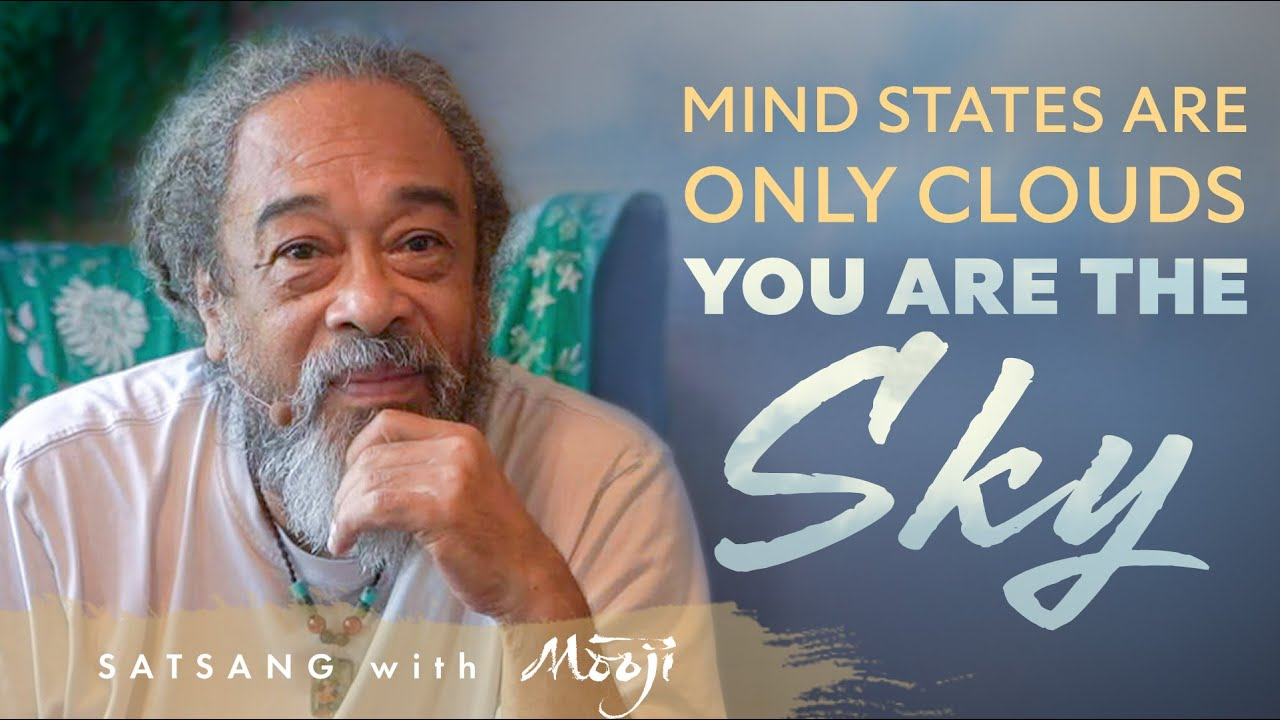 MIND STATES ARE
ONLY CLOUDS
YOU ARE THE
Sky
SATSANG with Mooji